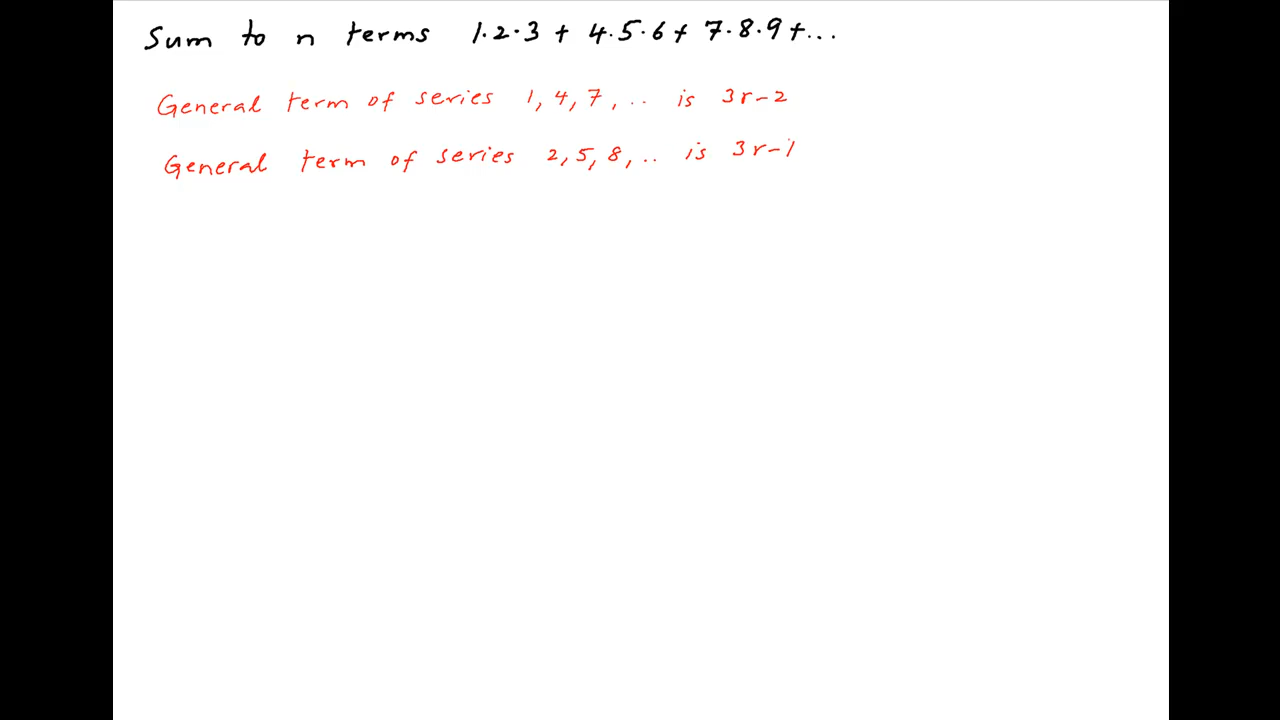 Sum to n terms 1.2.3 + 4.5.6 + 7.8.9 + ...
General term of series 1, 4, 7, .. is 3r-2
General term of series 2, 5, 8, .. is 3r-1